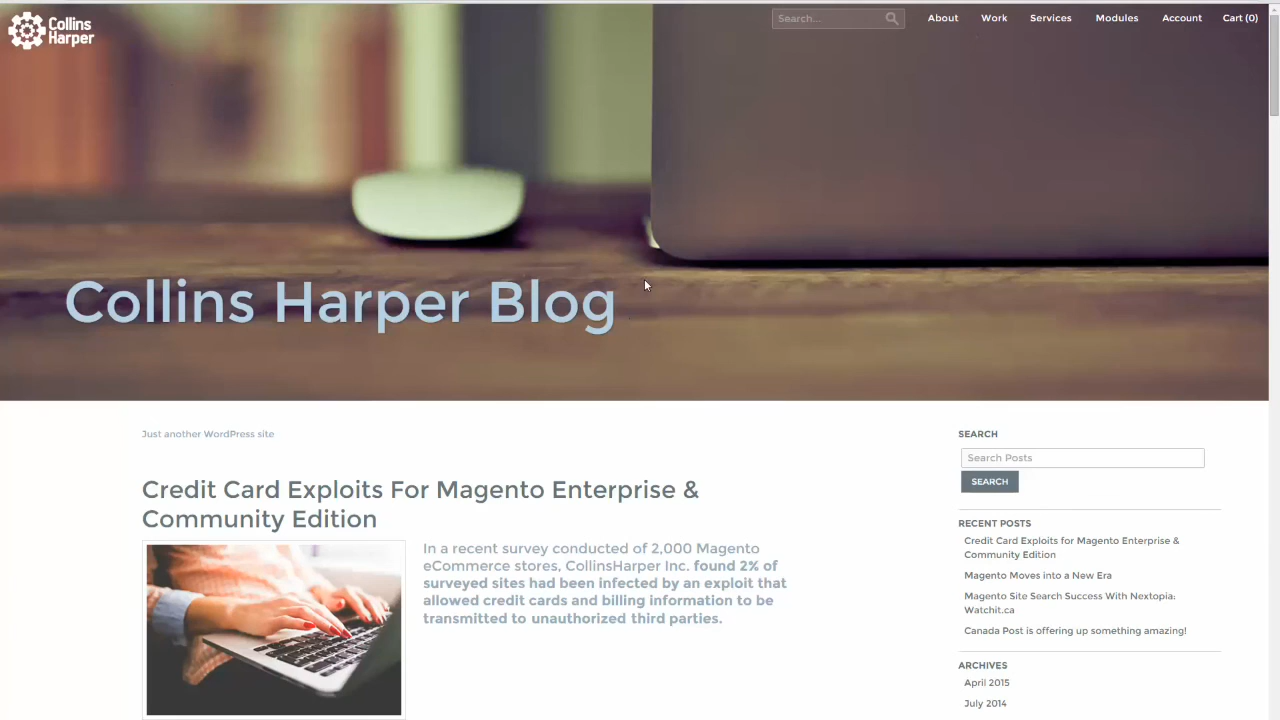 Collins
Harper
Search...
About
Work
Services
Modules
Account
Cart (0)
Collins Harper Blog
Just another WordPress site
Credit Card Exploits For Magento Enterprise &
Community Edition
In a recent survey conducted of 2,000 Magento
eCommerce stores, CollinsHarper Inc. found 2% of
surveyed sites had been infected by an exploit that
allowed credit cards and billing information to be
transmitted to unauthorized third parties.
SEARCH
Search Posts
SEARCH
RECENT POSTS
Credit Card Exploits for Magento Enterprise &
Community Edition
Magento Moves into a New Era
Magento Site Search Success With Nextopia:
Watchit.ca
Canada Post is offering up something amazing!
ARCHIVES
April 2015
July 2014